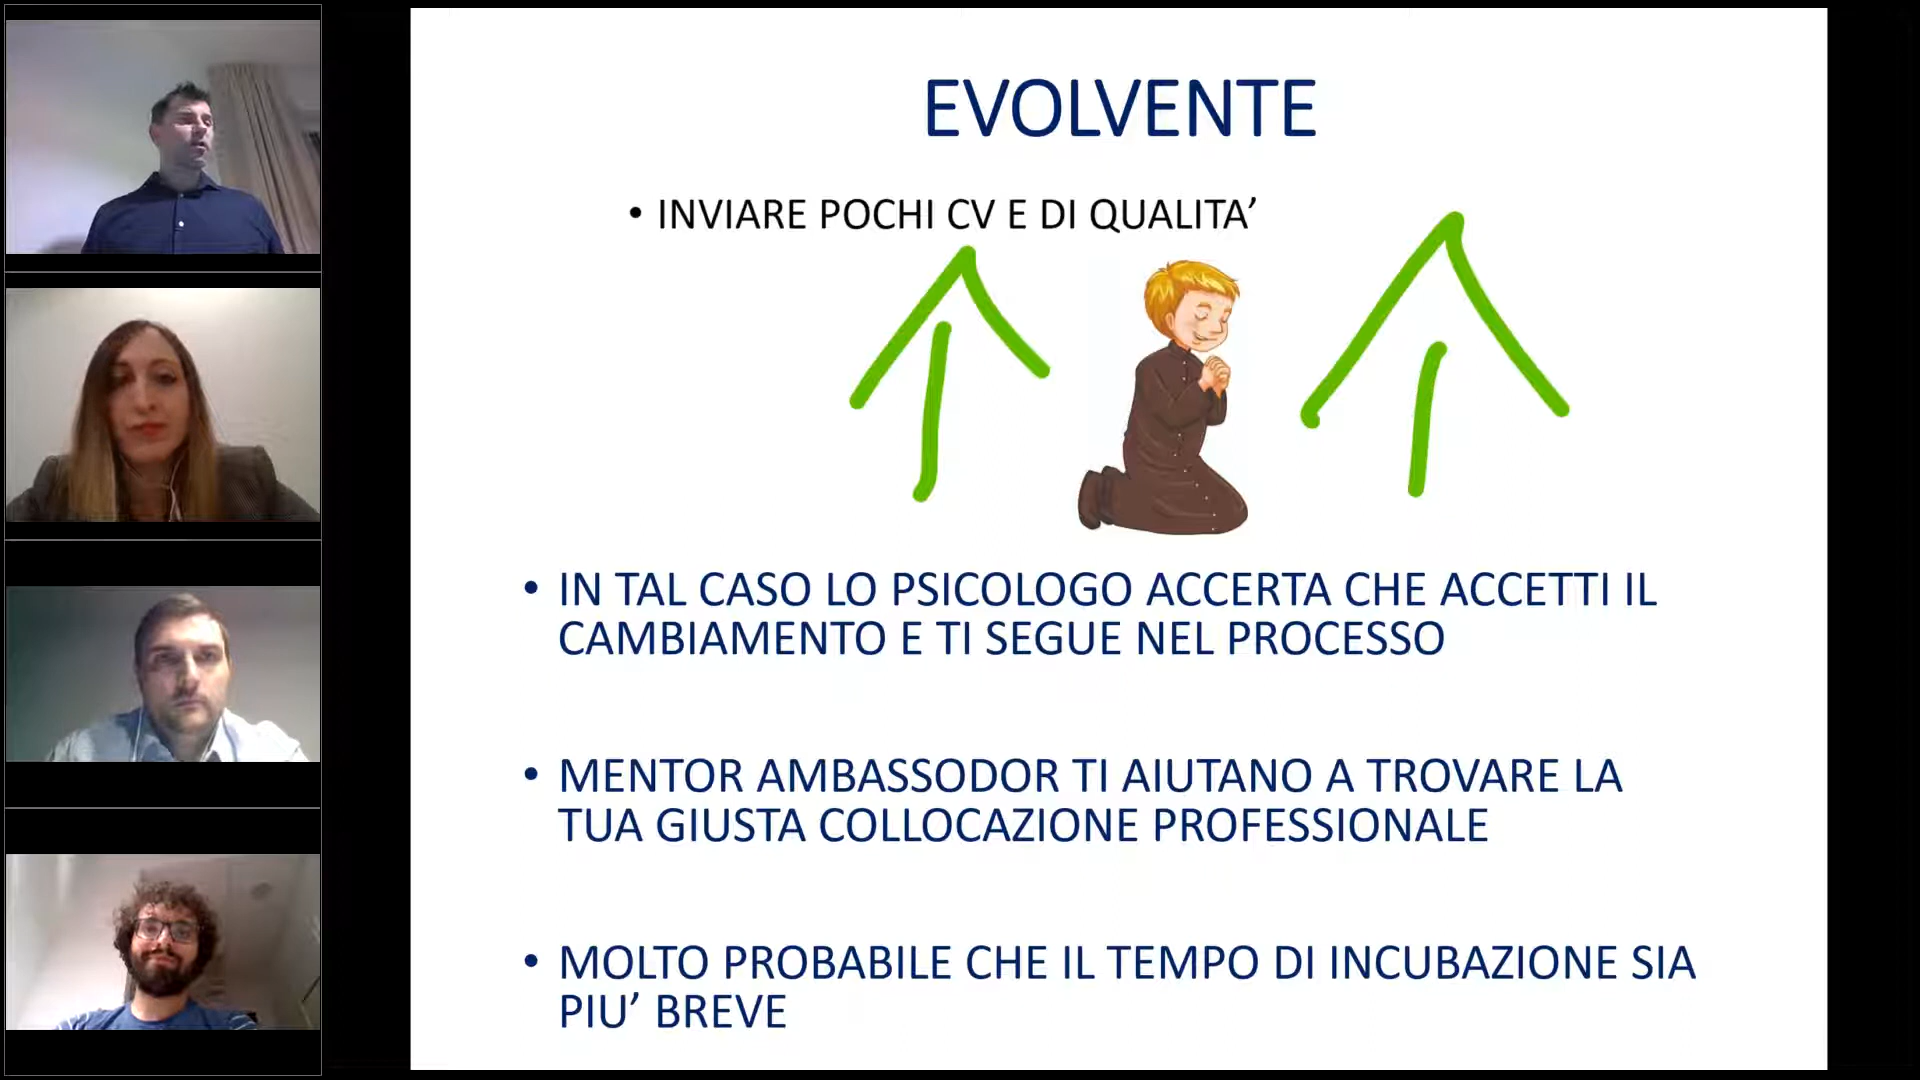 EVOLVENTE
• INVIARE POCHI CV E DI QUALITA’
• IN TAL CASO LO PSICOLOGO ACCERTA CHE ACCETTI IL
CAMBIAMENTO E TI SEGUE NEL PROCESSO
• MENTOR AMBASSODOR TI AIUTANO A TROVARE LA
TUA GIUSTA COLLOCAZIONE PROFESSIONALE
• MOLTO PROBABILE CHE IL TEMPO DI INCUBAZIONE SIA
PIU’ BREVE